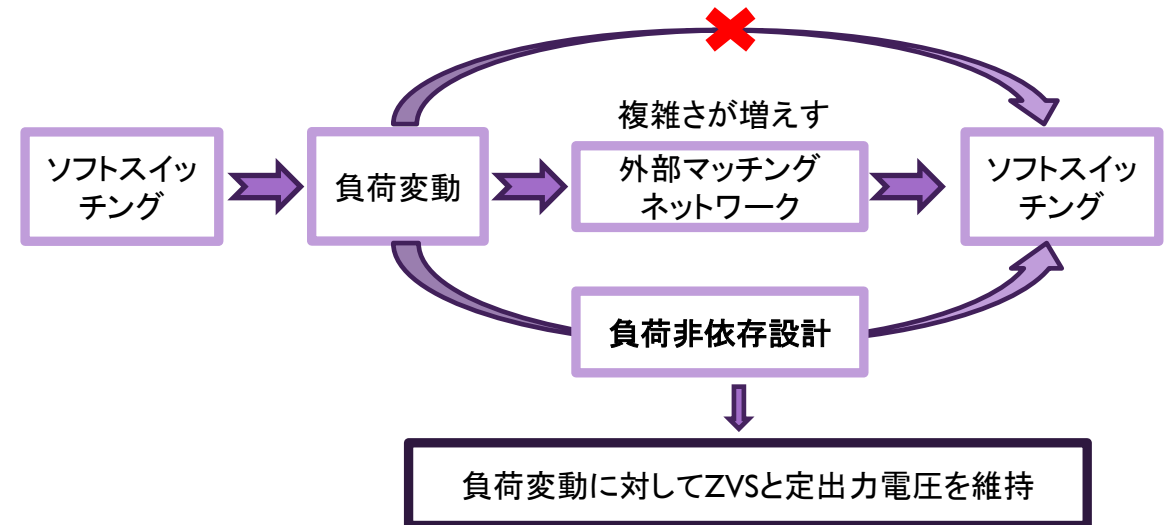 複雑さが増えす
ソフトスイッ
チング
負荷変動
外部マッチング
ネットワーク
ソフトスイッ
チング
負荷非依存設計
負荷変動に対してZVSと定出力電圧を維持